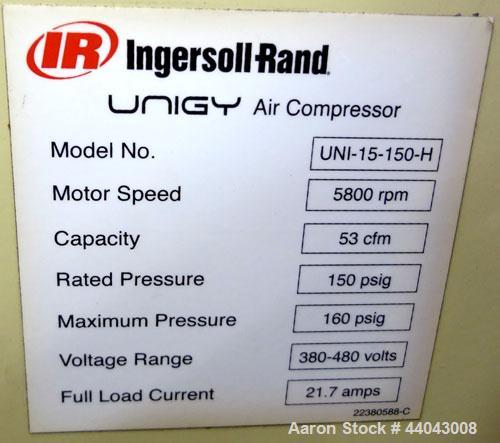 IR Ingersoll-Rand
UNIGY Air Compressor
Model No. UNI-15-150-H
Motor Speed 5800 rpm
Capacity 53 cfm
Rated Pressure 150 psig
Maximum Pressure 160 psig
Voltage Range 380-480 volts
Full Load Current 21.7 amps
22380588-C
Aaron Stock # 44043008